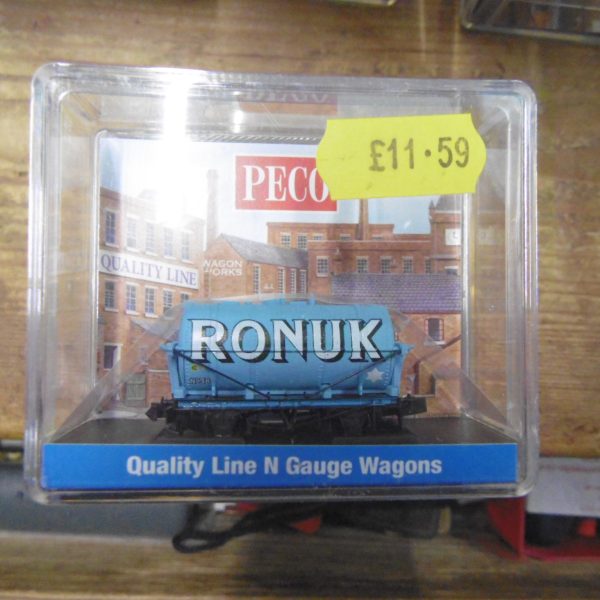 £11.59
PECO
QUALITY LINE
WAGON
WORKS
RONUK
Quality Line N Gauge Wagons